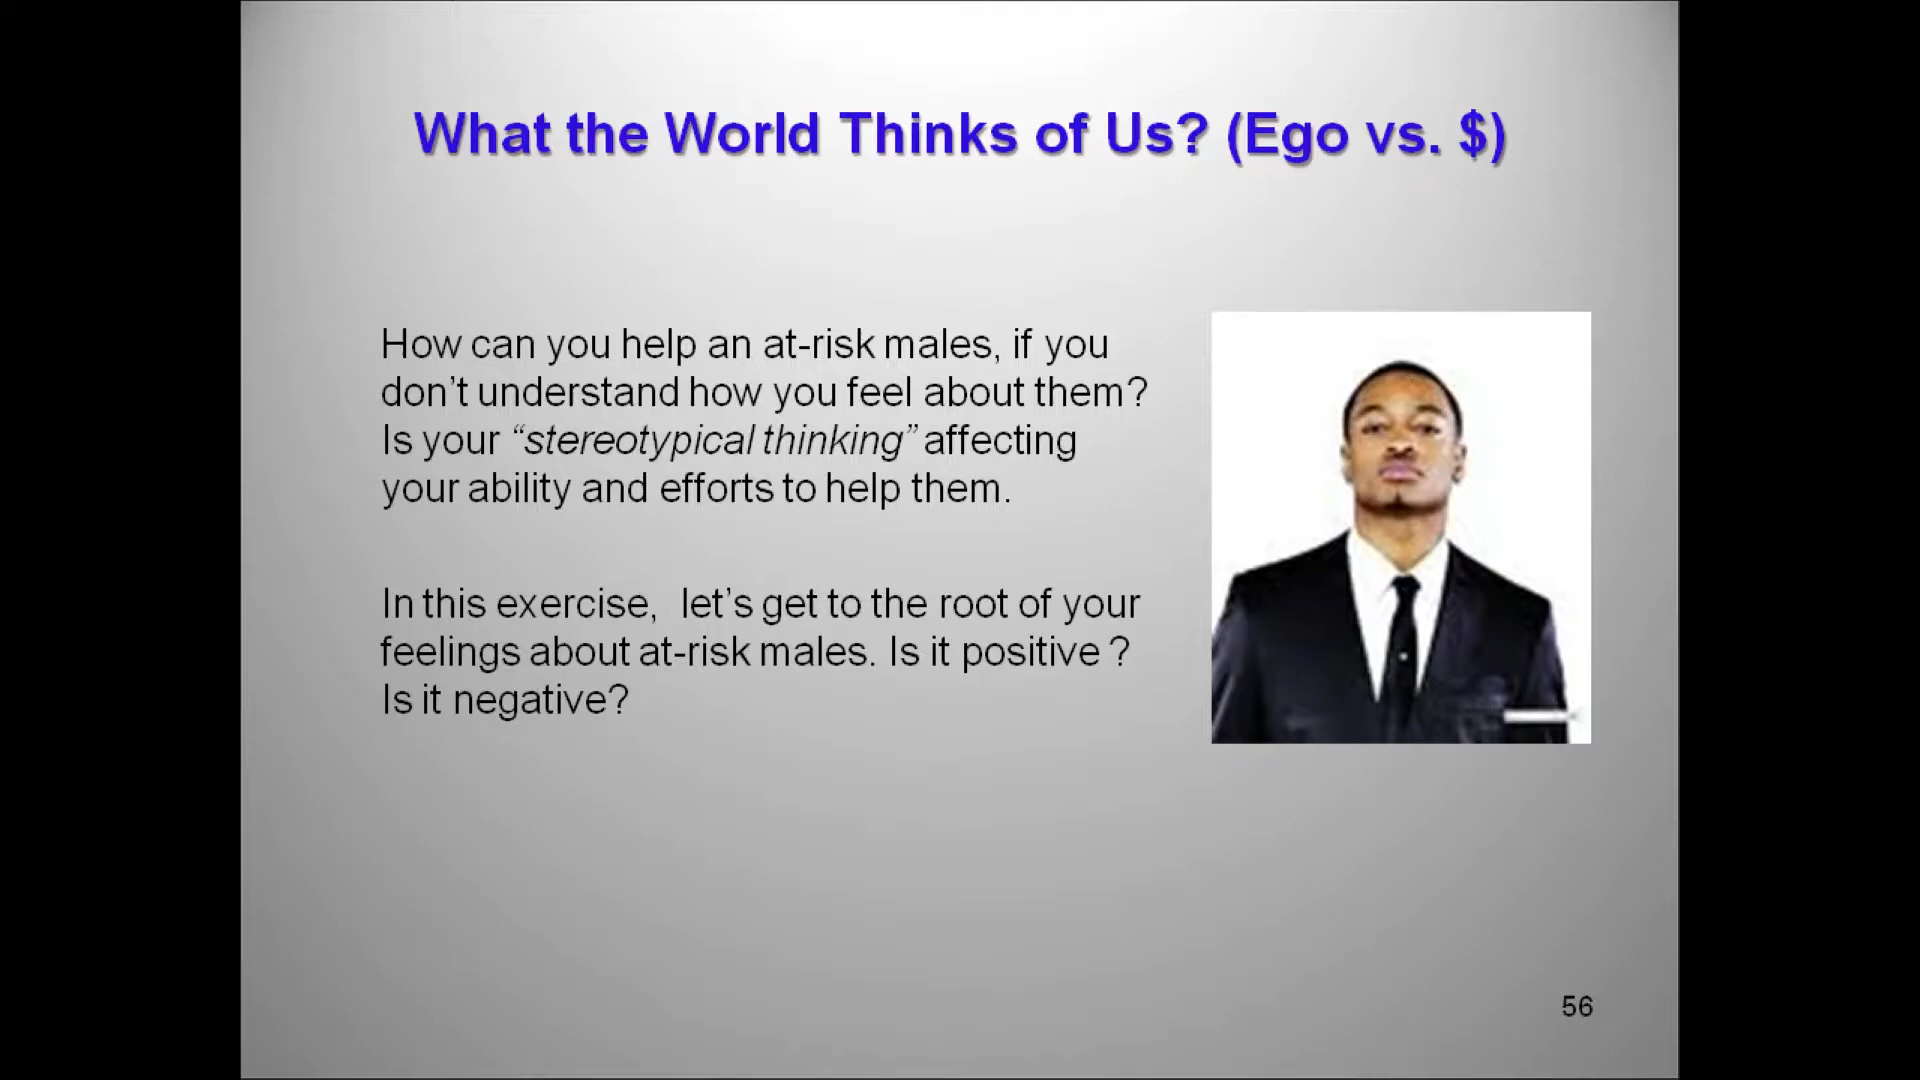 What the World Thinks of Us? (Ego vs. $)
How can you help an at-risk males, if you
don't understand how you feel about them?
Is your “stereotypical thinking” affecting
your ability and efforts to help them.
In this exercise,  let's get to the root of your
feelings about at-risk males. Is it positive ?
Is it negative?
56